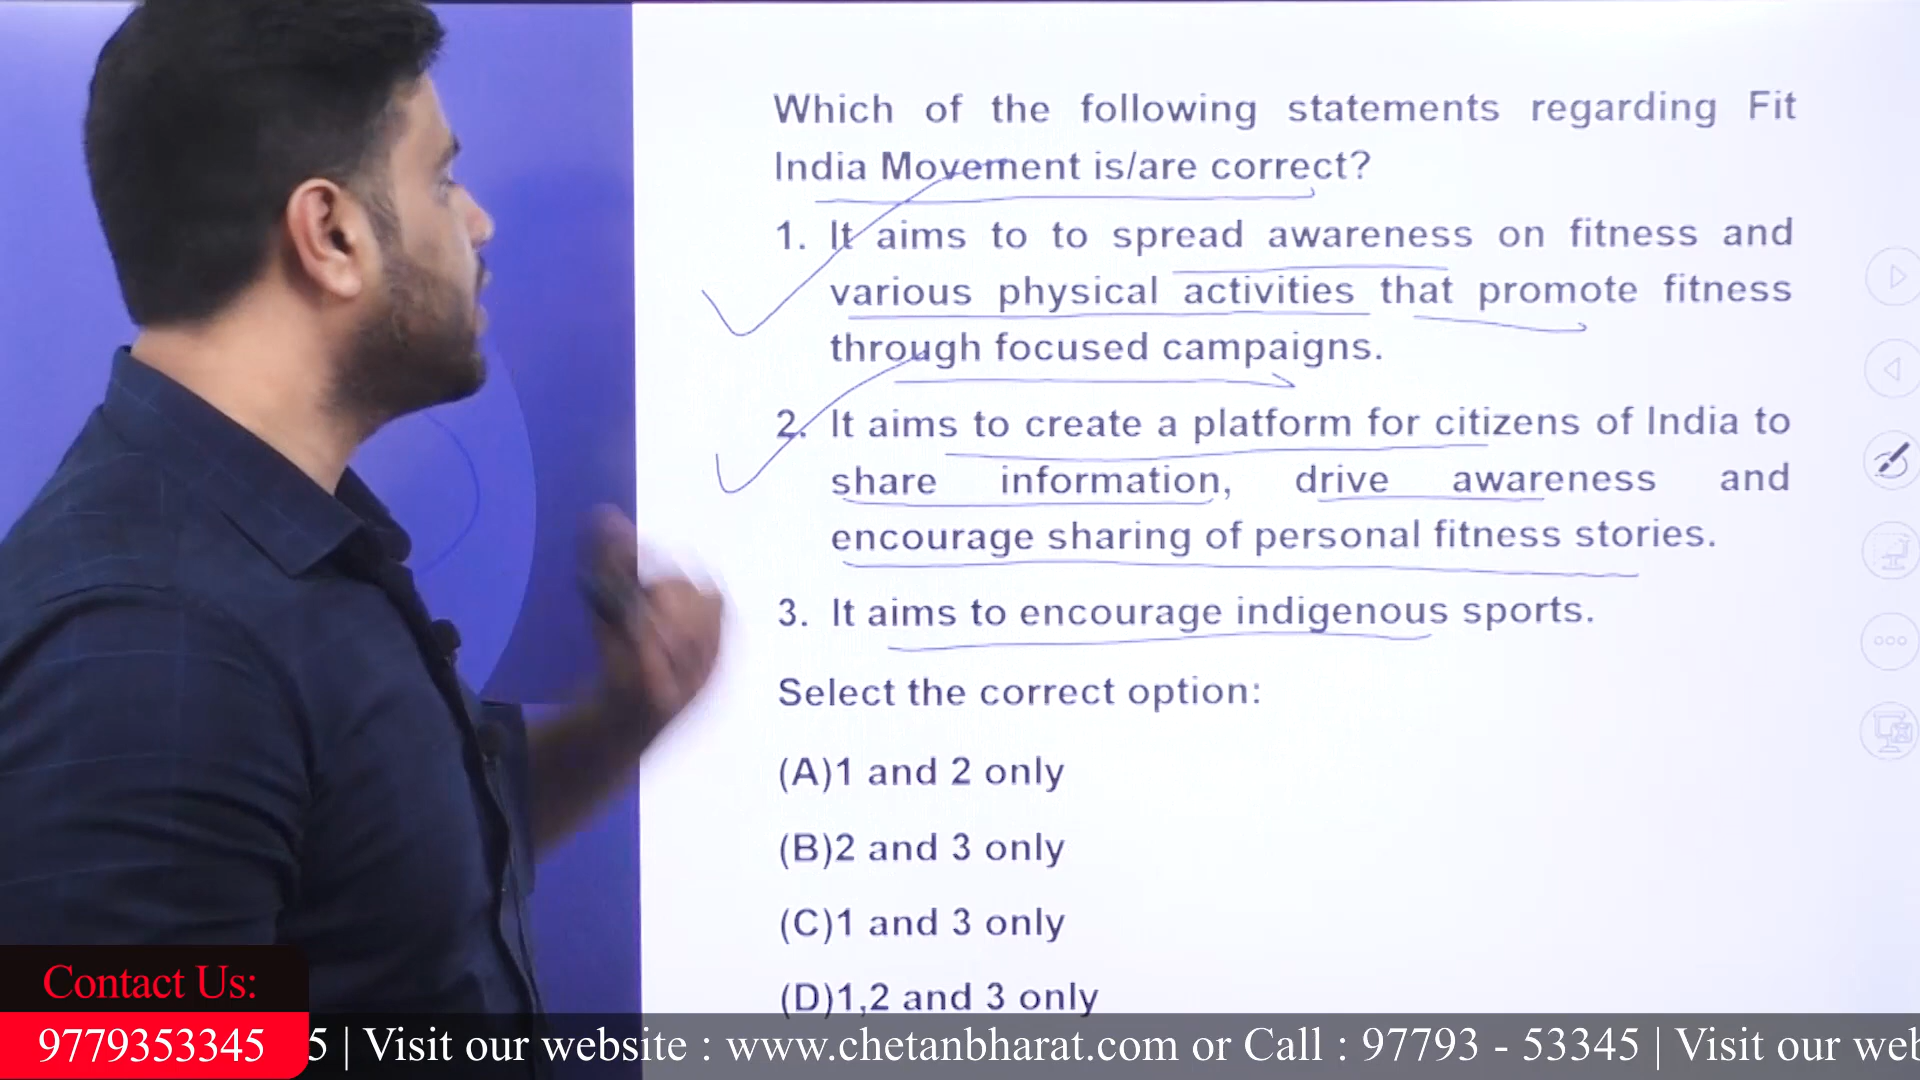 Which of the following statements regarding Fit
India Movement is/are correct?
1. It aims to to spread awareness on fitness and
various physical activities that promote fitness
through focused campaigns.
2. It aims to create a platform for citizens of India to
share information, drive awareness and
encourage sharing of personal fitness stories.
3. It aims to encourage indigenous sports.
Select the correct option:
(A)1 and 2 only
(B)2 and 3 only
(C)1 and 3 only
(D)1,2 and 3 only
Contact Us:
9779353345
5 | Visit our website : www.chetanbharat.com or Call : 97793 - 53345 | Visit our web